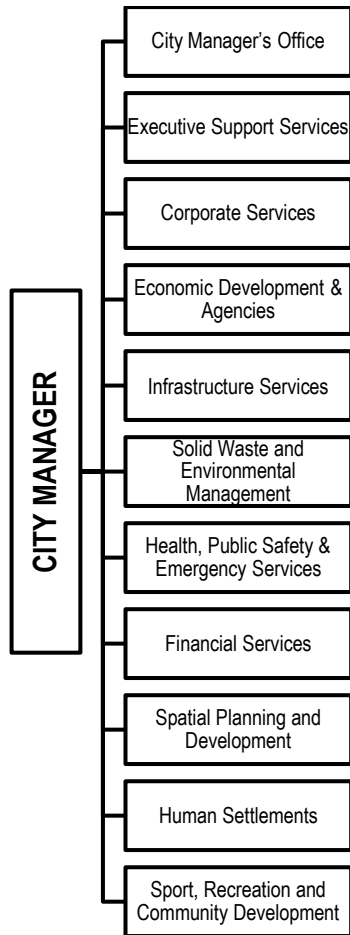 City Manager’s Office
Executive Support Services
Corporate Services
Economic Development &
Agencies
Infrastructure Services
CITY MANAGER
Solid Waste and
Environmental
Management
Health, Public Safety &
Emergency Services
Financial Services
Spatial Planning and
Development
Human Settlements
Sport, Recreation and
Community Development